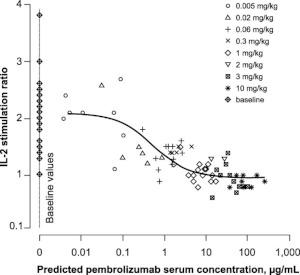 4
3
2
1
0.1
IL-2 stimulation ratio
Baseline values
0.005 mg/kg
0.02 mg/kg
0.06 mg/kg
0.3 mg/kg
1 mg/kg
2 mg/kg
3 mg/kg
10 mg/kg
baseline
0
0.01
0.1
1
10
100
1,000
Predicted pembrolizumab serum concentration, µg/mL